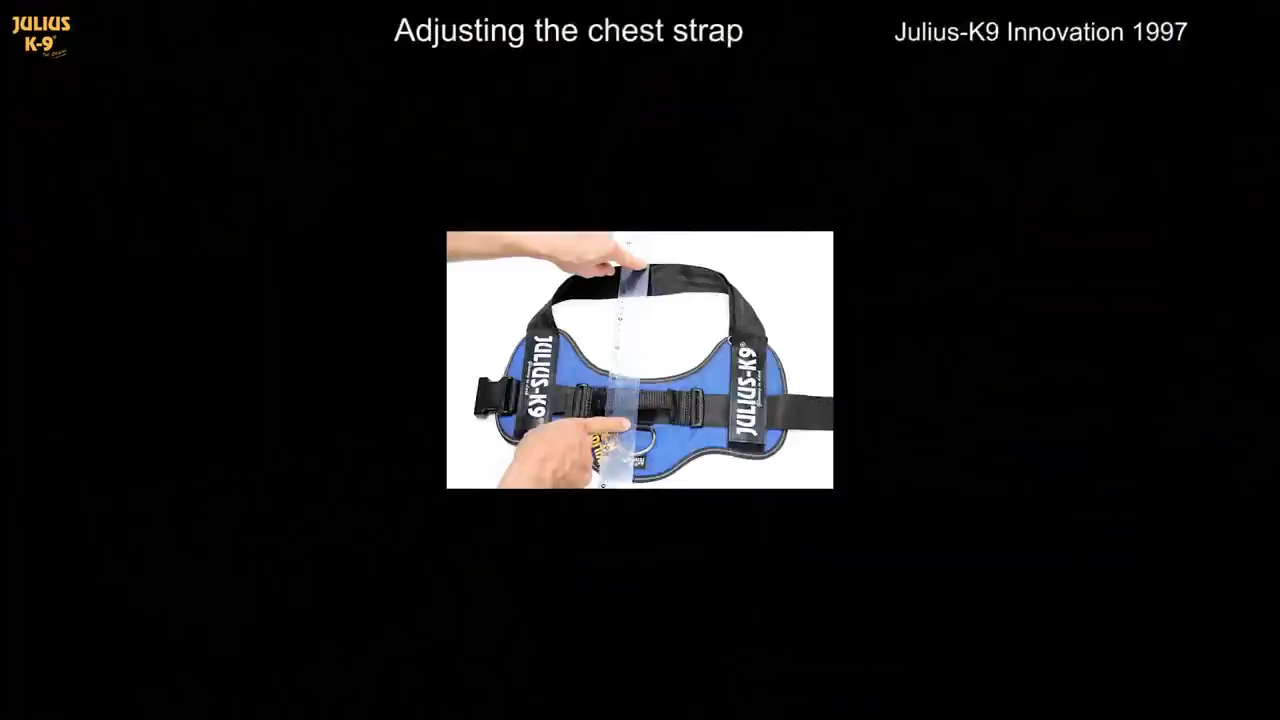 JULIUS
K-9®
Adjusting the chest strap
Julius-K9 Innovation 1997
JULIUS-K9
JULIUS-K9®